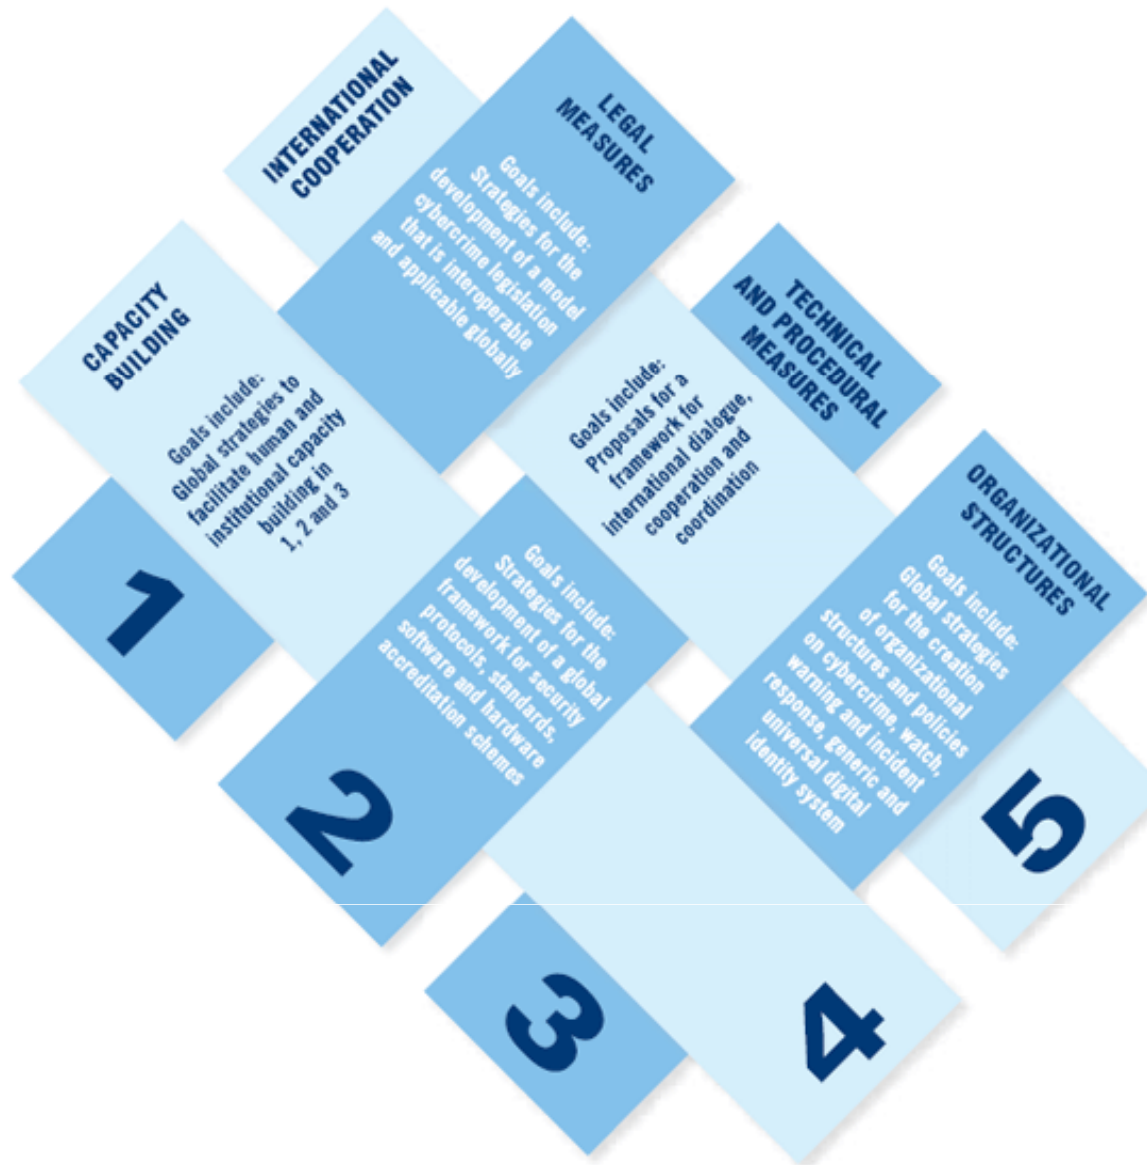 INTERNATIONAL
COOPERATION
LEGAL
MEASURES
Goals include:
Strategies for the
development of a model
cybercrime legislation
that is interoperable
and applicable globally
CAPACITY
BUILDING
Goals include:
Global strategies to
facilitate human and
institutional capacity
building in
1, 2 and 3
TECHNICAL
AND PROCEDURAL
MEASURES
Goals include:
Proposals for a
framework for
international dialogue,
cooperation and
coordination
ORGANIZATIONAL
STRUCTURES
Goals include:
Global strategies
for the creation
of organizational
structures and policies
on cybercrime, watch,
warning and incident
response, generic and
universal digital
identity system
1
Goals include:
Strategies for the
development of a global
framework for security
protocols, standards,
software and hardware
accreditation schemes
2
3
4
5